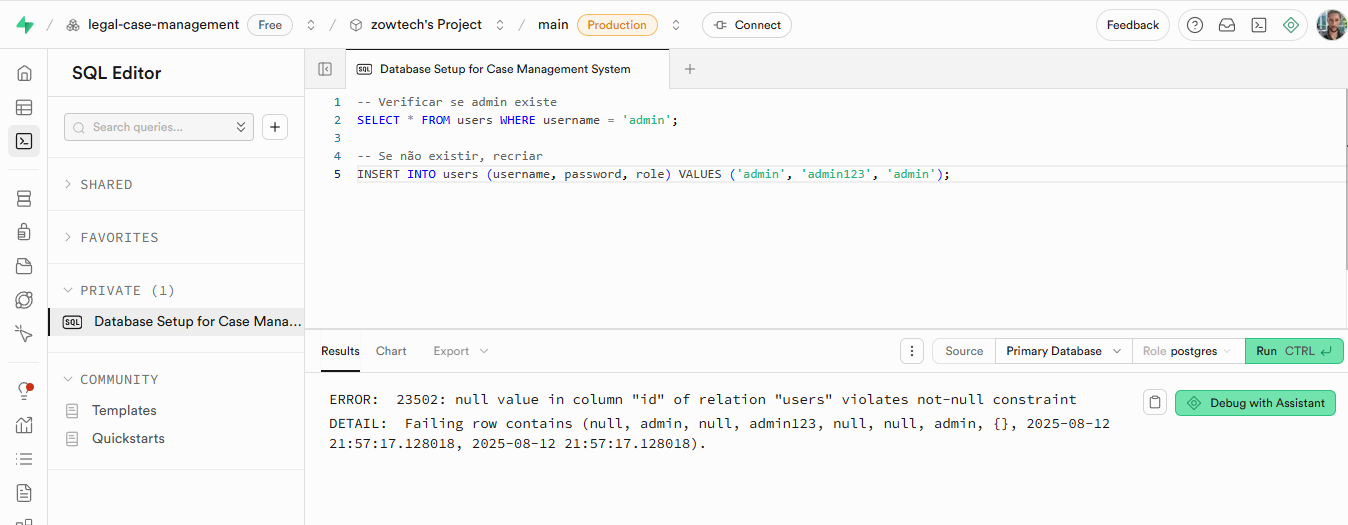 legal-case-management Free zowtech's Project main Production Connect Feedback
SQL Editor
Search queries...
SHARED
FAVORITES
PRIVATE (1)
SQL Database Setup for Case Mana...
COMMUNITY
Templates
Quickstarts
SQL Database Setup for Case Management System
1 -- Verificar se admin existe
2 SELECT * FROM users WHERE username = 'admin';
3
4 -- Se não existir, recriar
5 INSERT INTO users (username, password, role) VALUES ('admin', 'admin123', 'admin');
Results Chart Export Source Primary Database Role postgres Run CTRL
ERROR: 23502: null value in column "id" of relation "users" violates not-null constraint
DETAIL: Failing row contains (null, admin, null, admin123, null, null, admin, {}, 2025-08-12
21:57:17.128018, 2025-08-12 21:57:17.128018).
Debug with Assistant